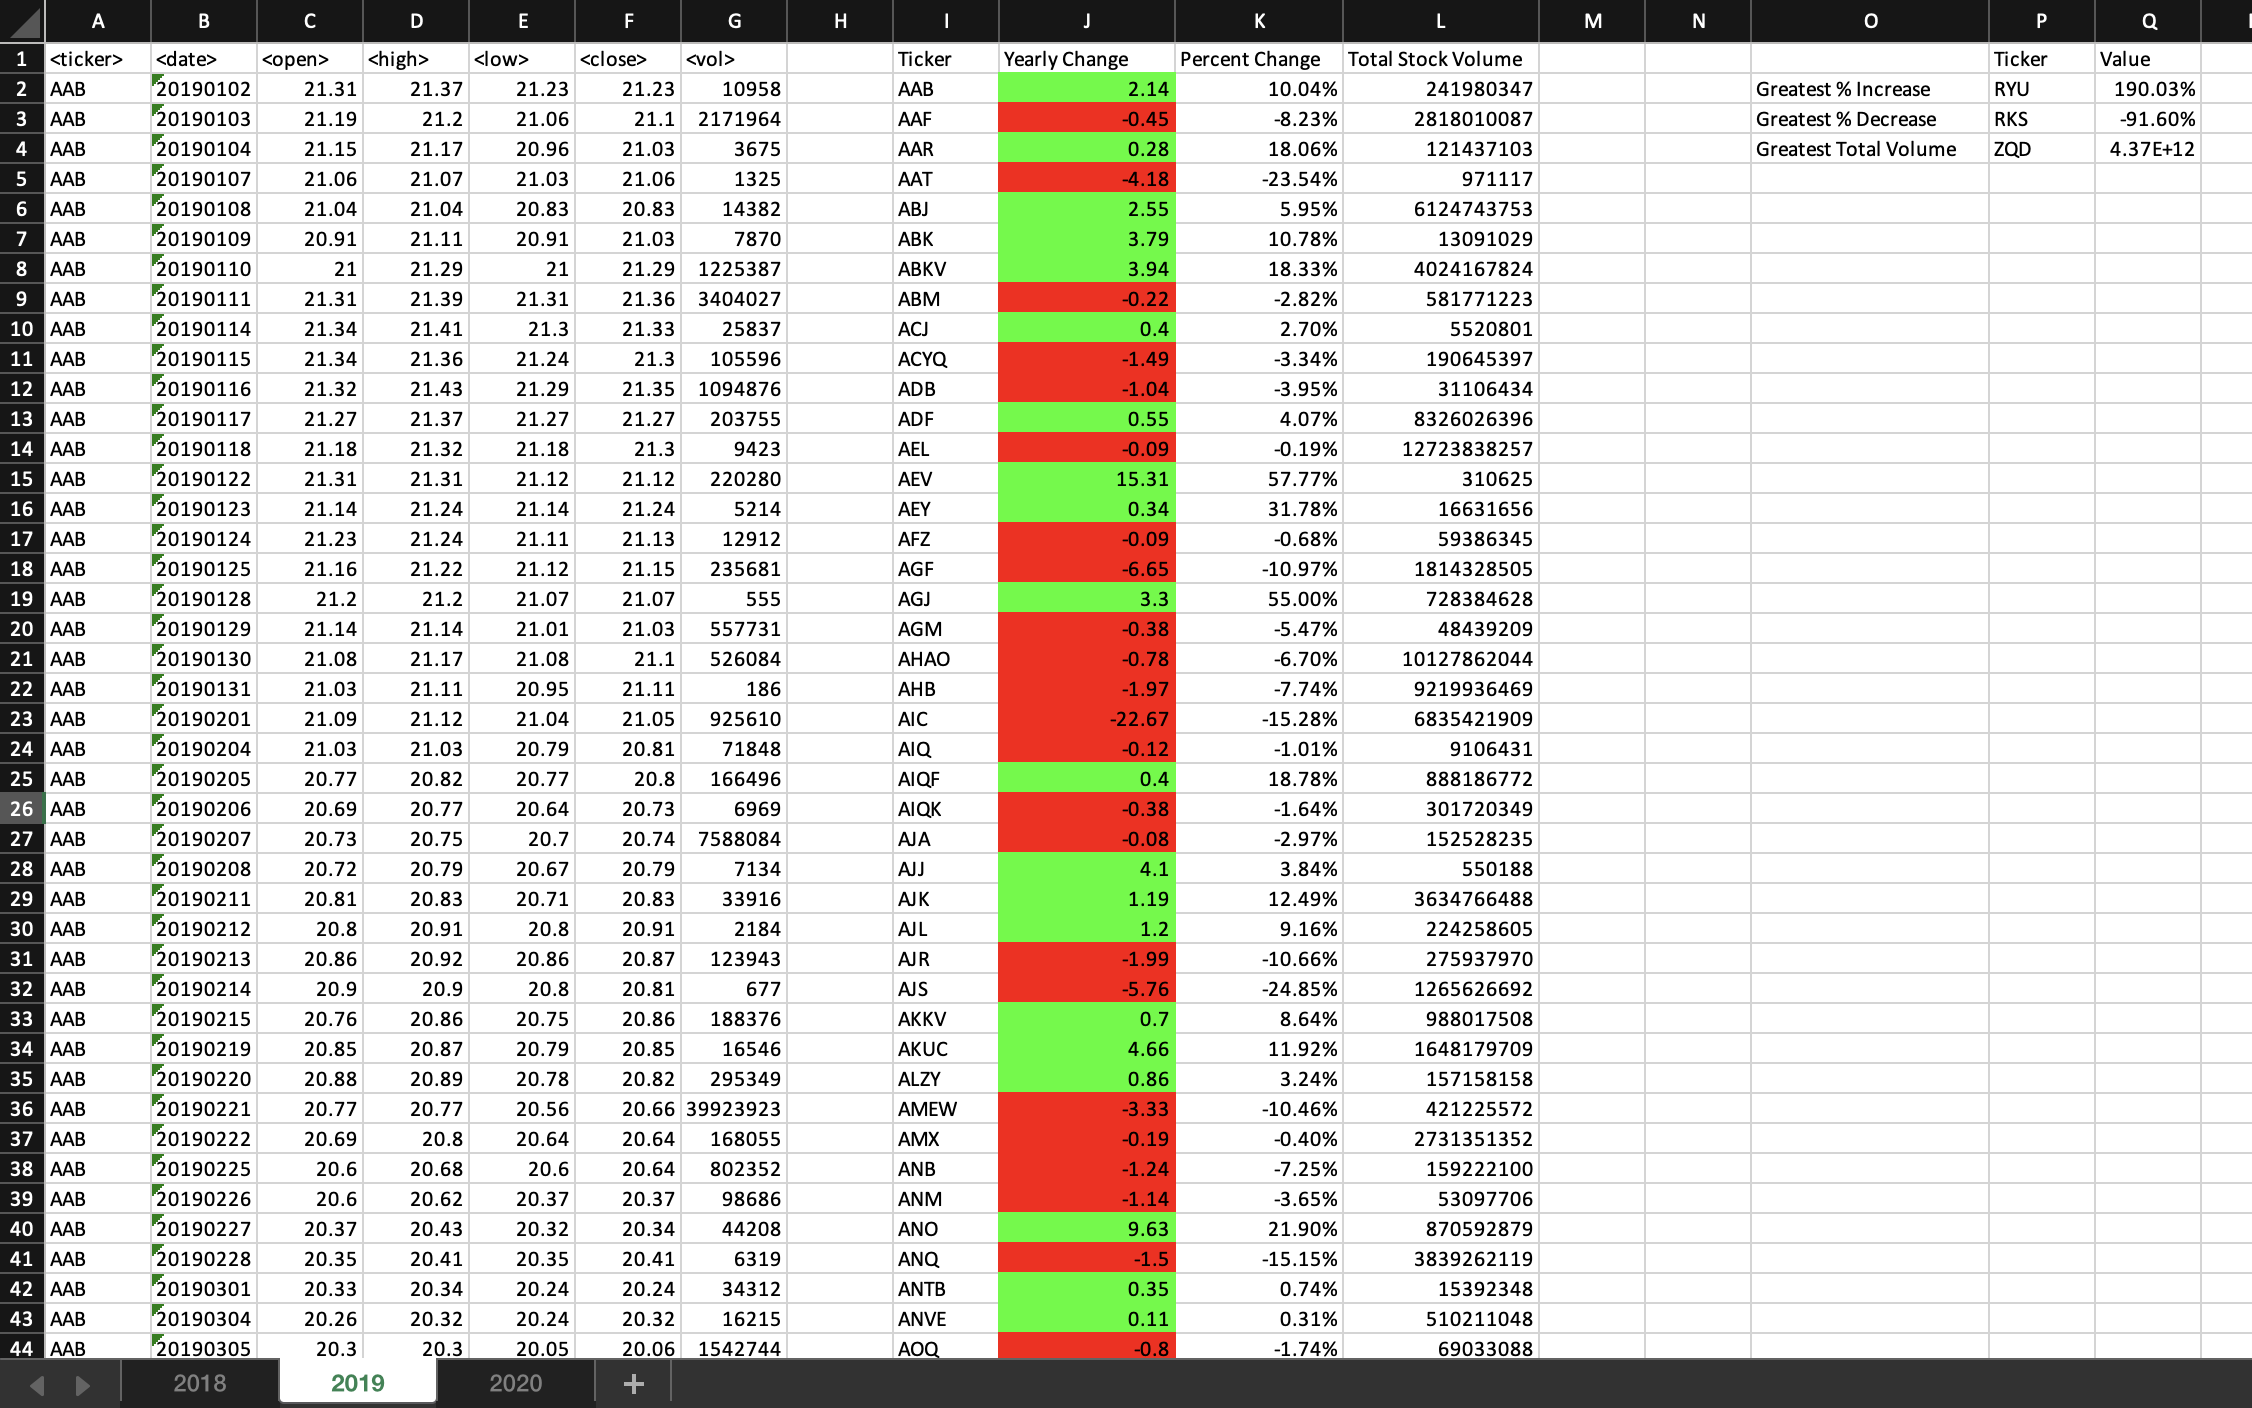 A B C D E F G H I J K L M N O P Q
1 <ticker> <date> <open> <high> <low> <close> <vol> Ticker Yearly Change Percent Change Total Stock Volume Ticker Value
2 AAB 20190102 21.31 21.37 21.23 21.23 10958 AAB 2.14 10.04% 241980347 Greatest % Increase RYU 190.03%
3 AAB 20190103 21.19 21.2 21.06 21.1 2171964 AAF -0.45 -8.23% 2818010087 Greatest % Decrease RKS -91.60%
4 AAB 20190104 21.15 21.17 20.96 21.03 3675 AAR 0.28 18.06% 121437103 Greatest Total Volume ZQD 4.37E+12
5 AAB 20190107 21.06 21.07 21.03 21.06 1325 AAT -4.18 -23.54% 971117
6 AAB 20190108 21.04 21.04 20.83 20.83 14382 ABJ 2.55 5.95% 6124743753
7 AAB 20190109 20.91 21.11 20.91 21.03 7870 ABK 3.79 10.78% 13091029
8 AAB 20190110 21 21.29 21 21.29 1225387 ABKV 3.94 18.33% 4024167824
9 AAB 20190111 21.31 21.39 21.31 21.36 3404027 ABM -0.22 -2.82% 581771223
10 AAB 20190114 21.34 21.41 21.3 21.33 25837 ACJ 0.4 2.70% 5520801
11 AAB 20190115 21.34 21.36 21.24 21.3 105596 ACYQ -1.49 -3.34% 190645397
12 AAB 20190116 21.32 21.43 21.29 21.35 1094876 ADB -1.04 -3.95% 31106434
13 AAB 20190117 21.27 21.37 21.27 21.27 203755 ADF 0.55 4.07% 8326026396
14 AAB 20190118 21.18 21.32 21.18 21.3 9423 AEL -0.09 -0.19% 12723838257
15 AAB 20190122 21.31 21.31 21.12 21.12 220280 AEV 15.31 57.77% 310625
16 AAB 20190123 21.14 21.24 21.14 21.24 5214 AEY 0.34 31.78% 16631656
17 AAB 20190124 21.23 21.24 21.11 21.13 12912 AFZ -0.09 -0.68% 59386345
18 AAB 20190125 21.16 21.22 21.12 21.15 235681 AGF -6.65 -10.97% 1814328505
19 AAB 20190128 21.2 21.2 21.07 21.07 555 AGJ 3.3 55.00% 728384628
20 AAB 20190129 21.14 21.14 21.01 21.03 557731 AGM -0.38 -5.47% 48439209
21 AAB 20190130 21.08 21.17 21.08 21.1 526084 AHAO -0.78 -6.70% 10127862044
22 AAB 20190131 21.03 21.11 20.95 21.11 186 AHB -1.97 -7.74% 9219936469
23 AAB 20190201 21.09 21.12 21.04 21.05 925610 AIC -22.67 -15.28% 6835421909
24 AAB 20190204 21.03 21.03 20.79 20.81 71848 AIQ -0.12 -1.01% 9106431
25 AAB 20190205 20.77 20.82 20.77 20.8 166496 AIQF 0.4 18.78% 888186772
26 AAB 20190206 20.69 20.77 20.64 20.73 6969 AIQK -0.38 -1.64% 301720349
27 AAB 20190207 20.73 20.75 20.7 20.74 7588084 AJA -0.08 -2.97% 152528235
28 AAB 20190208 20.72 20.79 20.67 20.79 7134 AJJ 4.1 3.84% 550188
29 AAB 20190211 20.81 20.83 20.71 20.83 33916 AJK 1.19 12.49% 3634766488
30 AAB 20190212 20.8 20.91 20.8 20.91 2184 AJL 1.2 9.16% 224258605
31 AAB 20190213 20.86 20.92 20.86 20.87 123943 AJR -1.99 -10.66% 275937970
32 AAB 20190214 20.9 20.9 20.8 20.81 677 AJS -5.76 -24.85% 1265626692
33 AAB 20190215 20.76 20.86 20.75 20.86 188376 AKKV 0.7 8.64% 988017508
34 AAB 20190219 20.85 20.87 20.79 20.85 16546 AKUC 4.66 11.92% 1648179709
35 AAB 20190220 20.88 20.89 20.78 20.82 295349 ALZY 0.86 3.24% 157158158
36 AAB 20190221 20.77 20.77 20.56 20.66 39923923 AMEW -3.33 -10.46% 421225572
37 AAB 20190222 20.69 20.8 20.64 20.64 168055 AMX -0.19 -0.40% 2731351352
38 AAB 20190225 20.6 20.68 20.6 20.64 802352 ANB -1.24 -7.25% 159222100
39 AAB 20190226 20.6 20.62 20.37 20.37 98686 ANM -1.14 -3.65% 53097706
40 AAB 20190227 20.37 20.43 20.32 20.34 44208 ANO 9.63 21.90% 870592879
41 AAB 20190228 20.35 20.41 20.35 20.41 6319 ANQ -1.5 -15.15% 3839262119
42 AAB 20190301 20.33 20.34 20.24 20.24 34312 ANTB 0.35 0.74% 15392348
43 AAB 20190304 20.26 20.32 20.24 20.32 16215 ANVE 0.11 0.31% 510211048
44 AAB 20190305 20.3 20.3 20.05 20.06 1542744 AOQ -0.8 -1.74% 69033088
2018 2019 2020 +